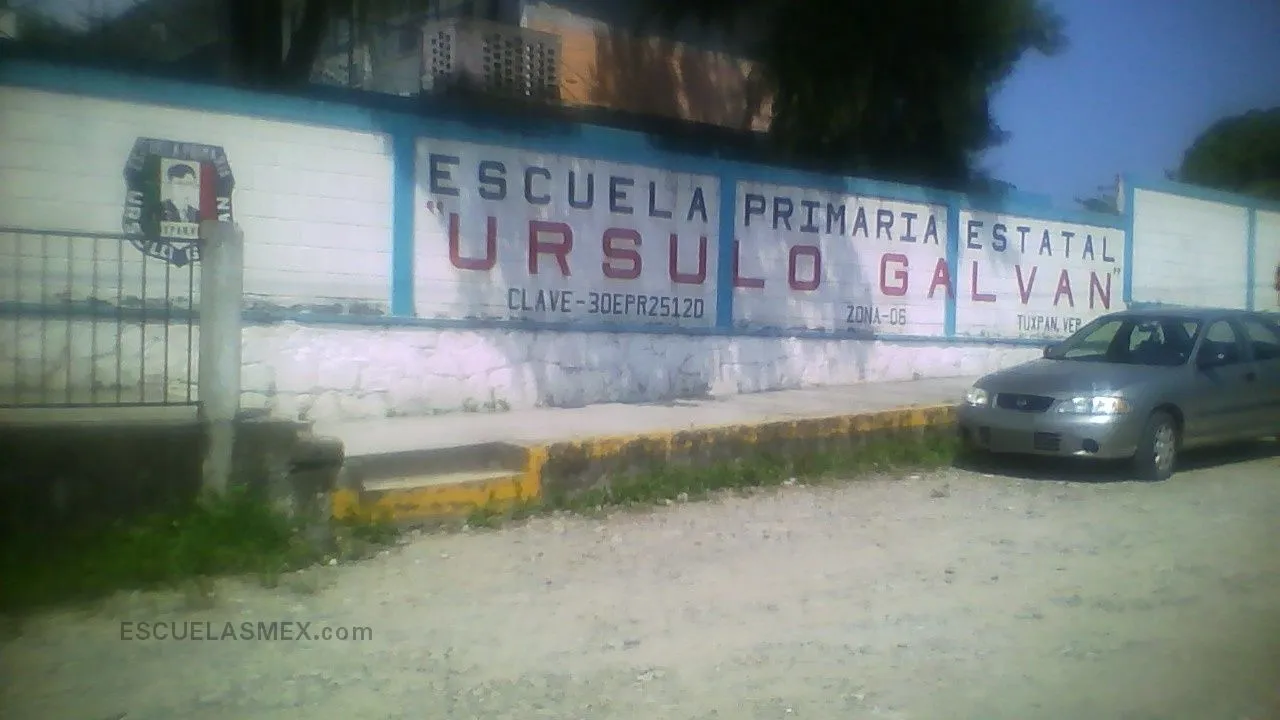 ESCUELA PRIMARIA ESTATAL
"URSULO GALVAN"
CLAVE-30EPR2512D ZONA-06 TUXPAN, VER
ESCUELASMEX.com